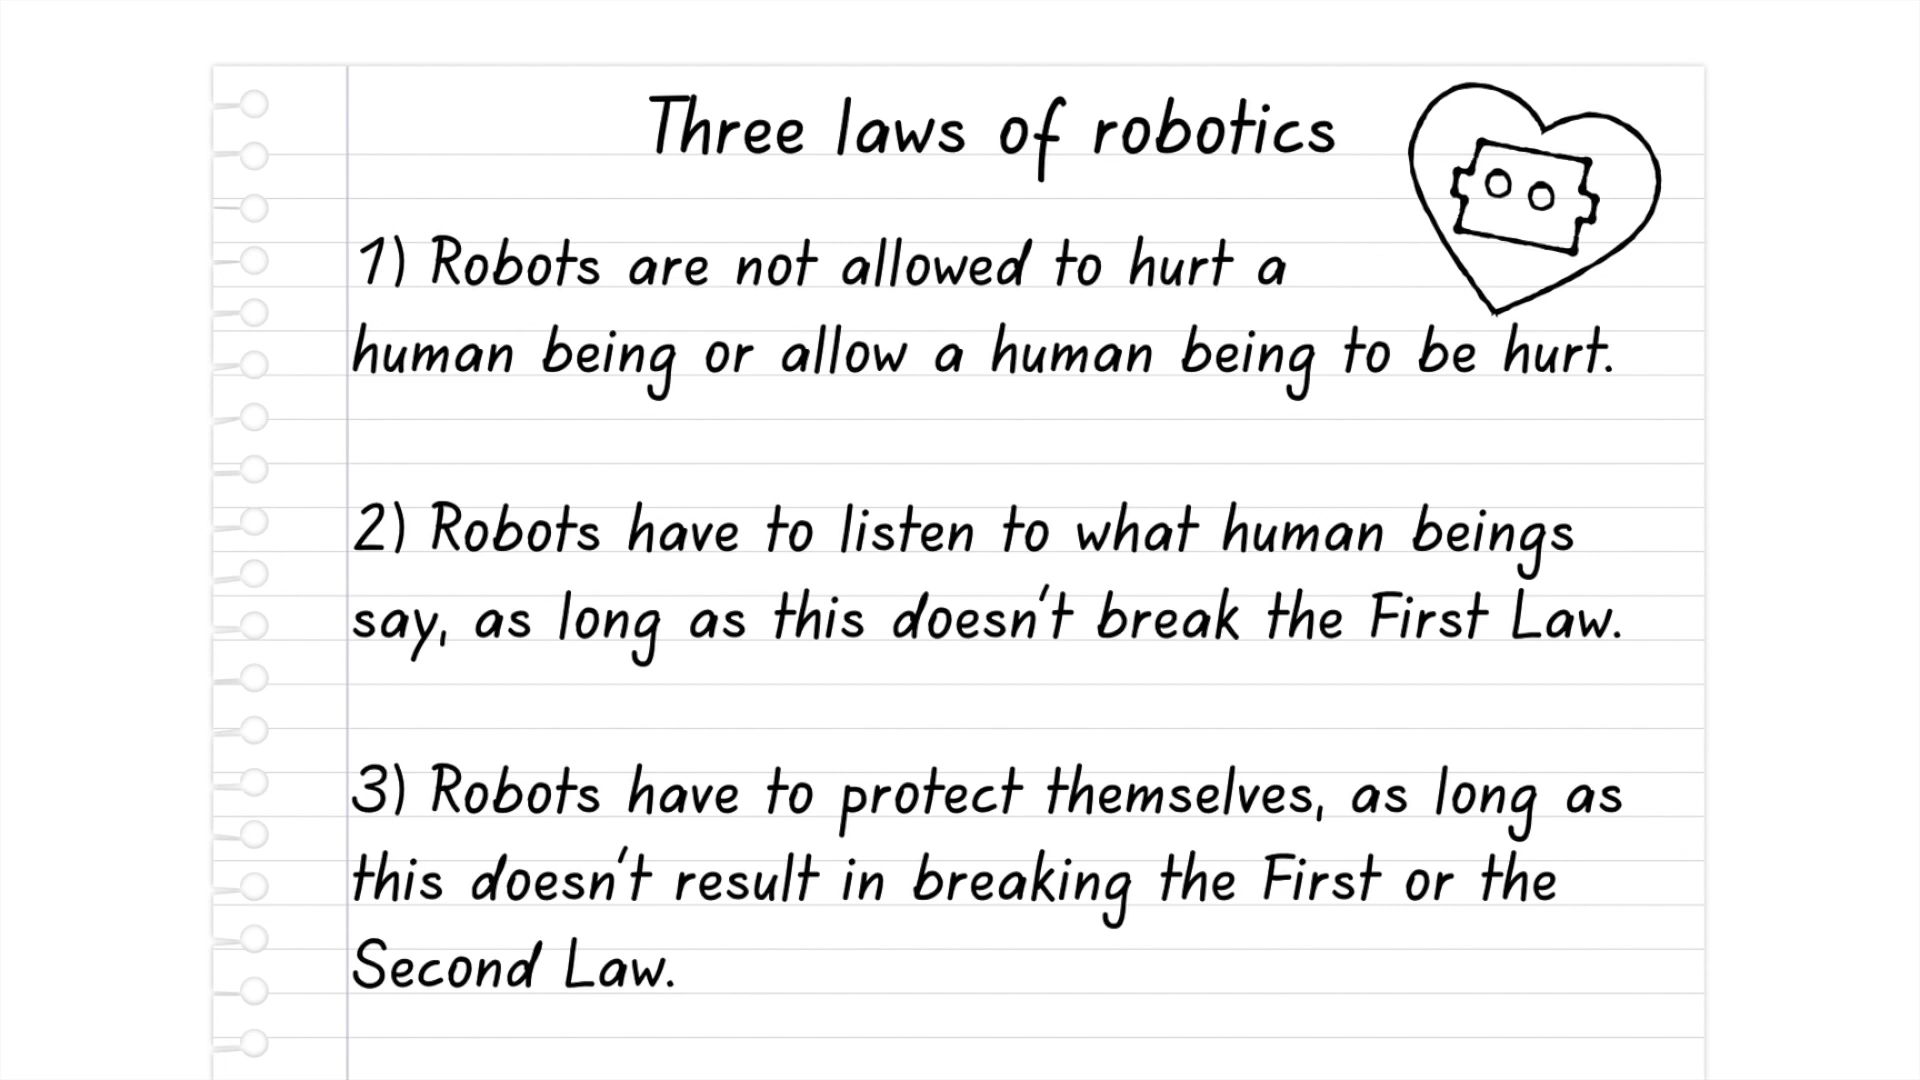 Three laws of robotics
1) Robots are not allowed to hurt a
human being or allow a human being to be hurt.
2) Robots have to listen to what human beings
say, as long as this doesn't break the First Law.
3) Robots have to protect themselves, as long as
this doesn't result in breaking the First or the
Second Law.